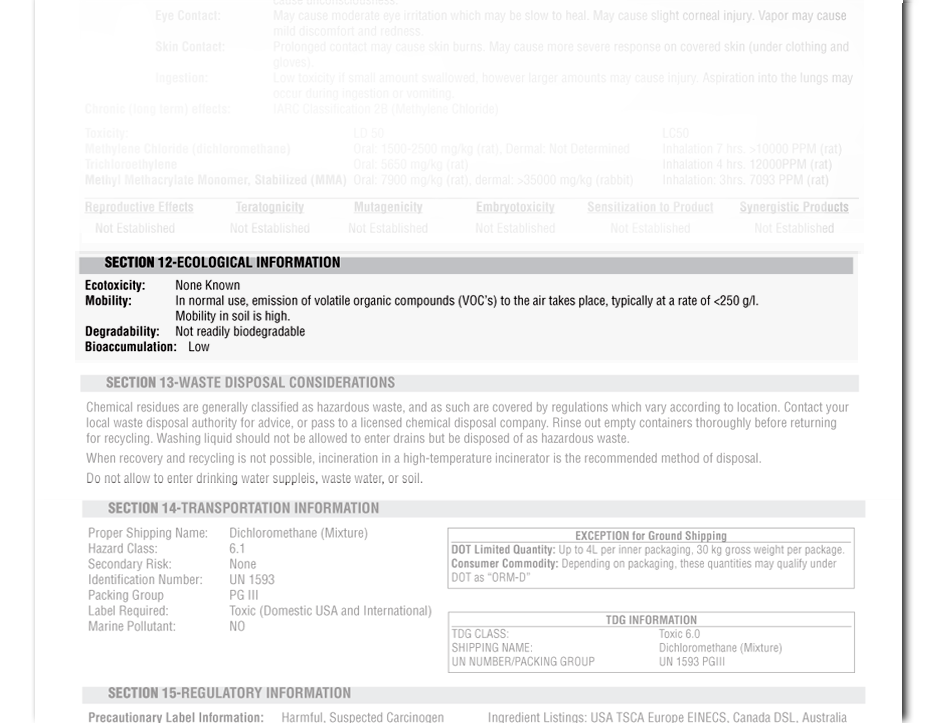 cause unconsciousness.
Eye Contact: May cause moderate eye irritation which may be slow to heal. May cause slight corneal injury. Vapor may cause
mild discomfort and redness.
Skin Contact: Prolonged contact may cause skin burns. May cause more severe response on covered skin (under clothing and
gloves).
Ingestion: Low toxicity if small amount swallowed, however larger amounts may cause injury. Aspiration into the lungs may
occur during ingestion or vomiting.
Chronic (long term) effects: IARC Classification 2B (Methylene Chloride)
Toxicity: LD 50 LC50
Methylene Chloride (dichloromethane) Oral: 1500-2500 mg/kg (rat), Dermal: Not Determined Inhalation 7 hrs. >10000 PPM (rat)
Trichloroethylene Oral: 5650 mg/kg (rat) Inhalation 4 hrs. 12000PPM (rat)
Methyl Methacrylate Monomer, Stabilized (MMA) Oral: 7900 mg/kg (rat), dermal: >35000 mg/kg (rabbit) Inhalation: 3hrs. 7093 PPM (rat)
Reproductive Effects Teratognicity Mutagenicity Embryotoxicity Sensitization to Product Synergistic Products
Not Established Not Established Not Established Not Established Not Established Not Established
SECTION 12-ECOLOGICAL INFORMATION
Ecotoxicity: None Known
Mobility: In normal use, emission of volatile organic compounds (VOC's) to the air takes place, typically at a rate of <250 g/l.
Mobility in soil is high.
Degradability: Not readily biodegradable
Bioaccumulation: Low
SECTION 13-WASTE DISPOSAL CONSIDERATIONS
Chemical residues are generally classified as hazardous waste, and as such are covered by regulations which vary according to location. Contact your
local waste disposal authority for advice, or pass to a licensed chemical disposal company. Rinse out empty containers thoroughly before returning
for recycling. Washing liquid should not be allowed to enter drains but be disposed of as hazardous waste.
When recovery and recycling is not possible, incineration in a high-temperature incinerator is the recommended method of disposal.
Do not allow to enter drinking water suppleis, waste water, or soil.
SECTION 14-TRANSPORTATION INFORMATION
Proper Shipping Name: Dichloromethane (Mixture)
Hazard Class: 6.1
Secondary Risk: None
Identification Number: UN 1593
Packing Group PG III
Label Required: Toxic (Domestic USA and International)
Marine Pollutant: NO
EXCEPTION for Ground Shipping
DOT Limited Quantity: Up to 4L per inner packaging, 30 kg gross weight per package.
Consumer Commodity: Depending on packaging, these quantities may qualify under
DOT as "ORM-D"
TDG INFORMATION
TDG CLASS: Toxic 6.0
SHIPPING NAME: Dichloromethane (Mixture)
UN NUMBER/PACKING GROUP UN 1593 PGIII
SECTION 15-REGULATORY INFORMATION
Precautionary Label Information: Harmful, Suspected Carcinogen Ingredient Listings: USA TSCA Europe EINECS, Canada DSL, Australia